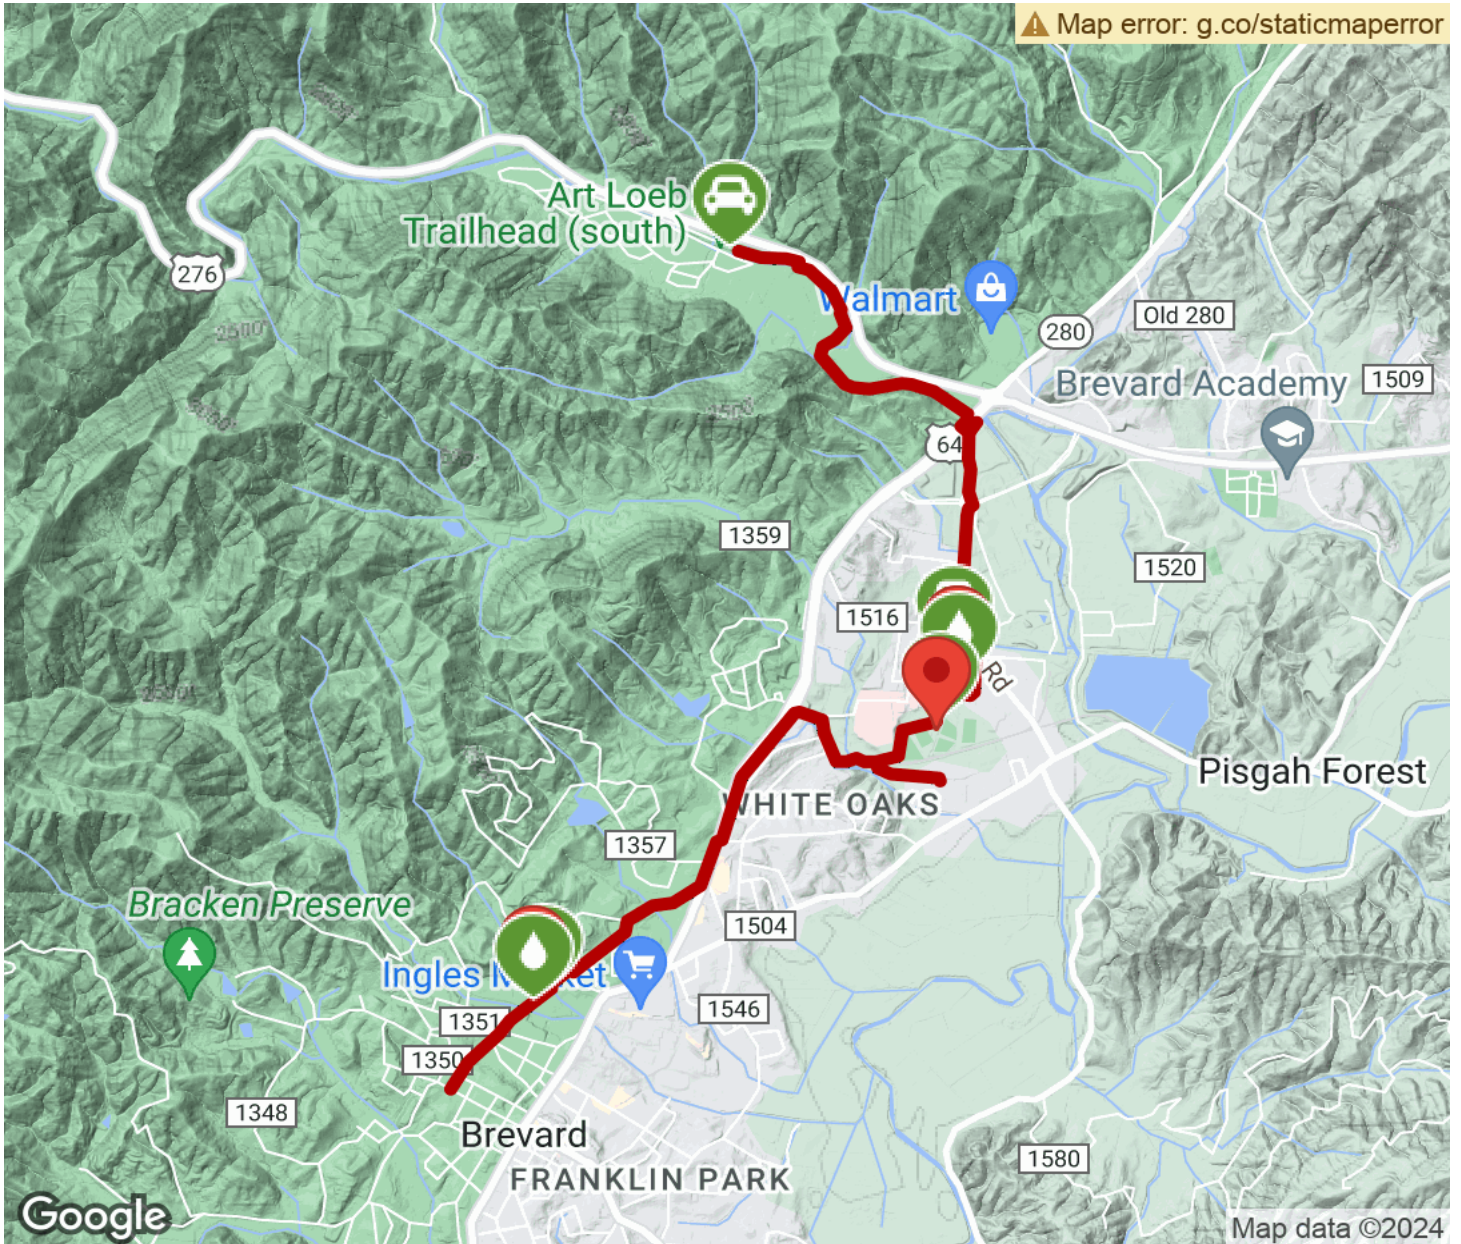 Map error: g.co/staticmaperror
Art Loeb
Trailhead (south)
276
Walmart
280
Old 280
Brevard Academy
1509
64
1359
1520
1516
Rd
Pisgah Forest
WHITE OAKS
1357
Bracken Preserve
1504
Ingles Market
1351
1546
1350
1348
Brevard
1580
FRANKLIN PARK
Google
Map data ©2024